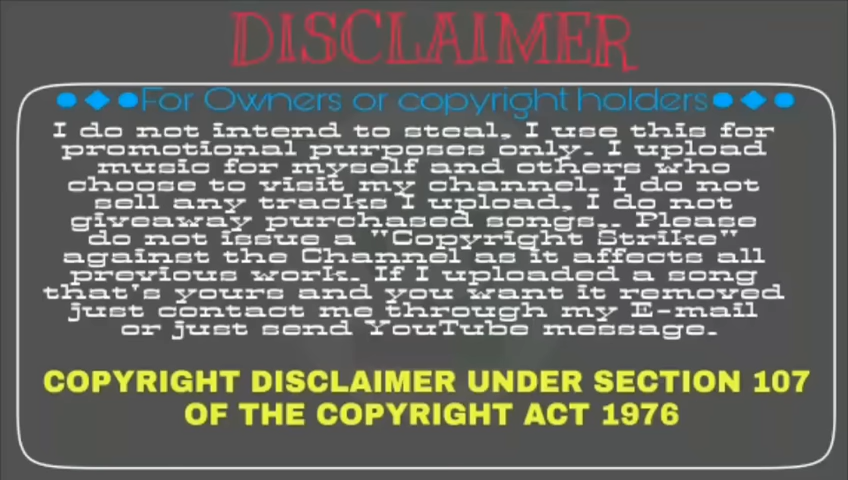 DISCLAIMER
For Owners or copyright holders
I do not intend to steal, I use this for
promotional purposes only. I upload
music for myself and others who
choose to visit my channel. I do not
sell any tracks I upload, I do not
giveaway purchased songs.. Please
do not issue a "Copyright Strike"
against the Channel as it affects all
previous work. If I uploaded a song
that's yours and you want it removed
just contact me through my E-mail
or just send YouTube message.
COPYRIGHT DISCLAIMER UNDER SECTION 107
OF THE COPYRIGHT ACT 1976